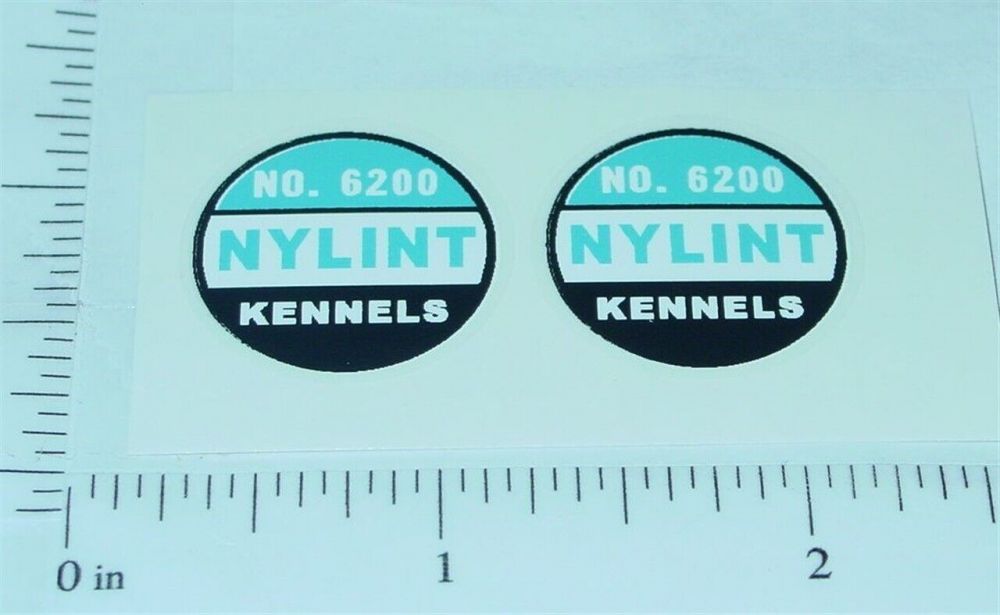 NO. 6200
NYLINT
KENNELS
NO. 6200
NYLINT
KENNELS
0 in 1 2